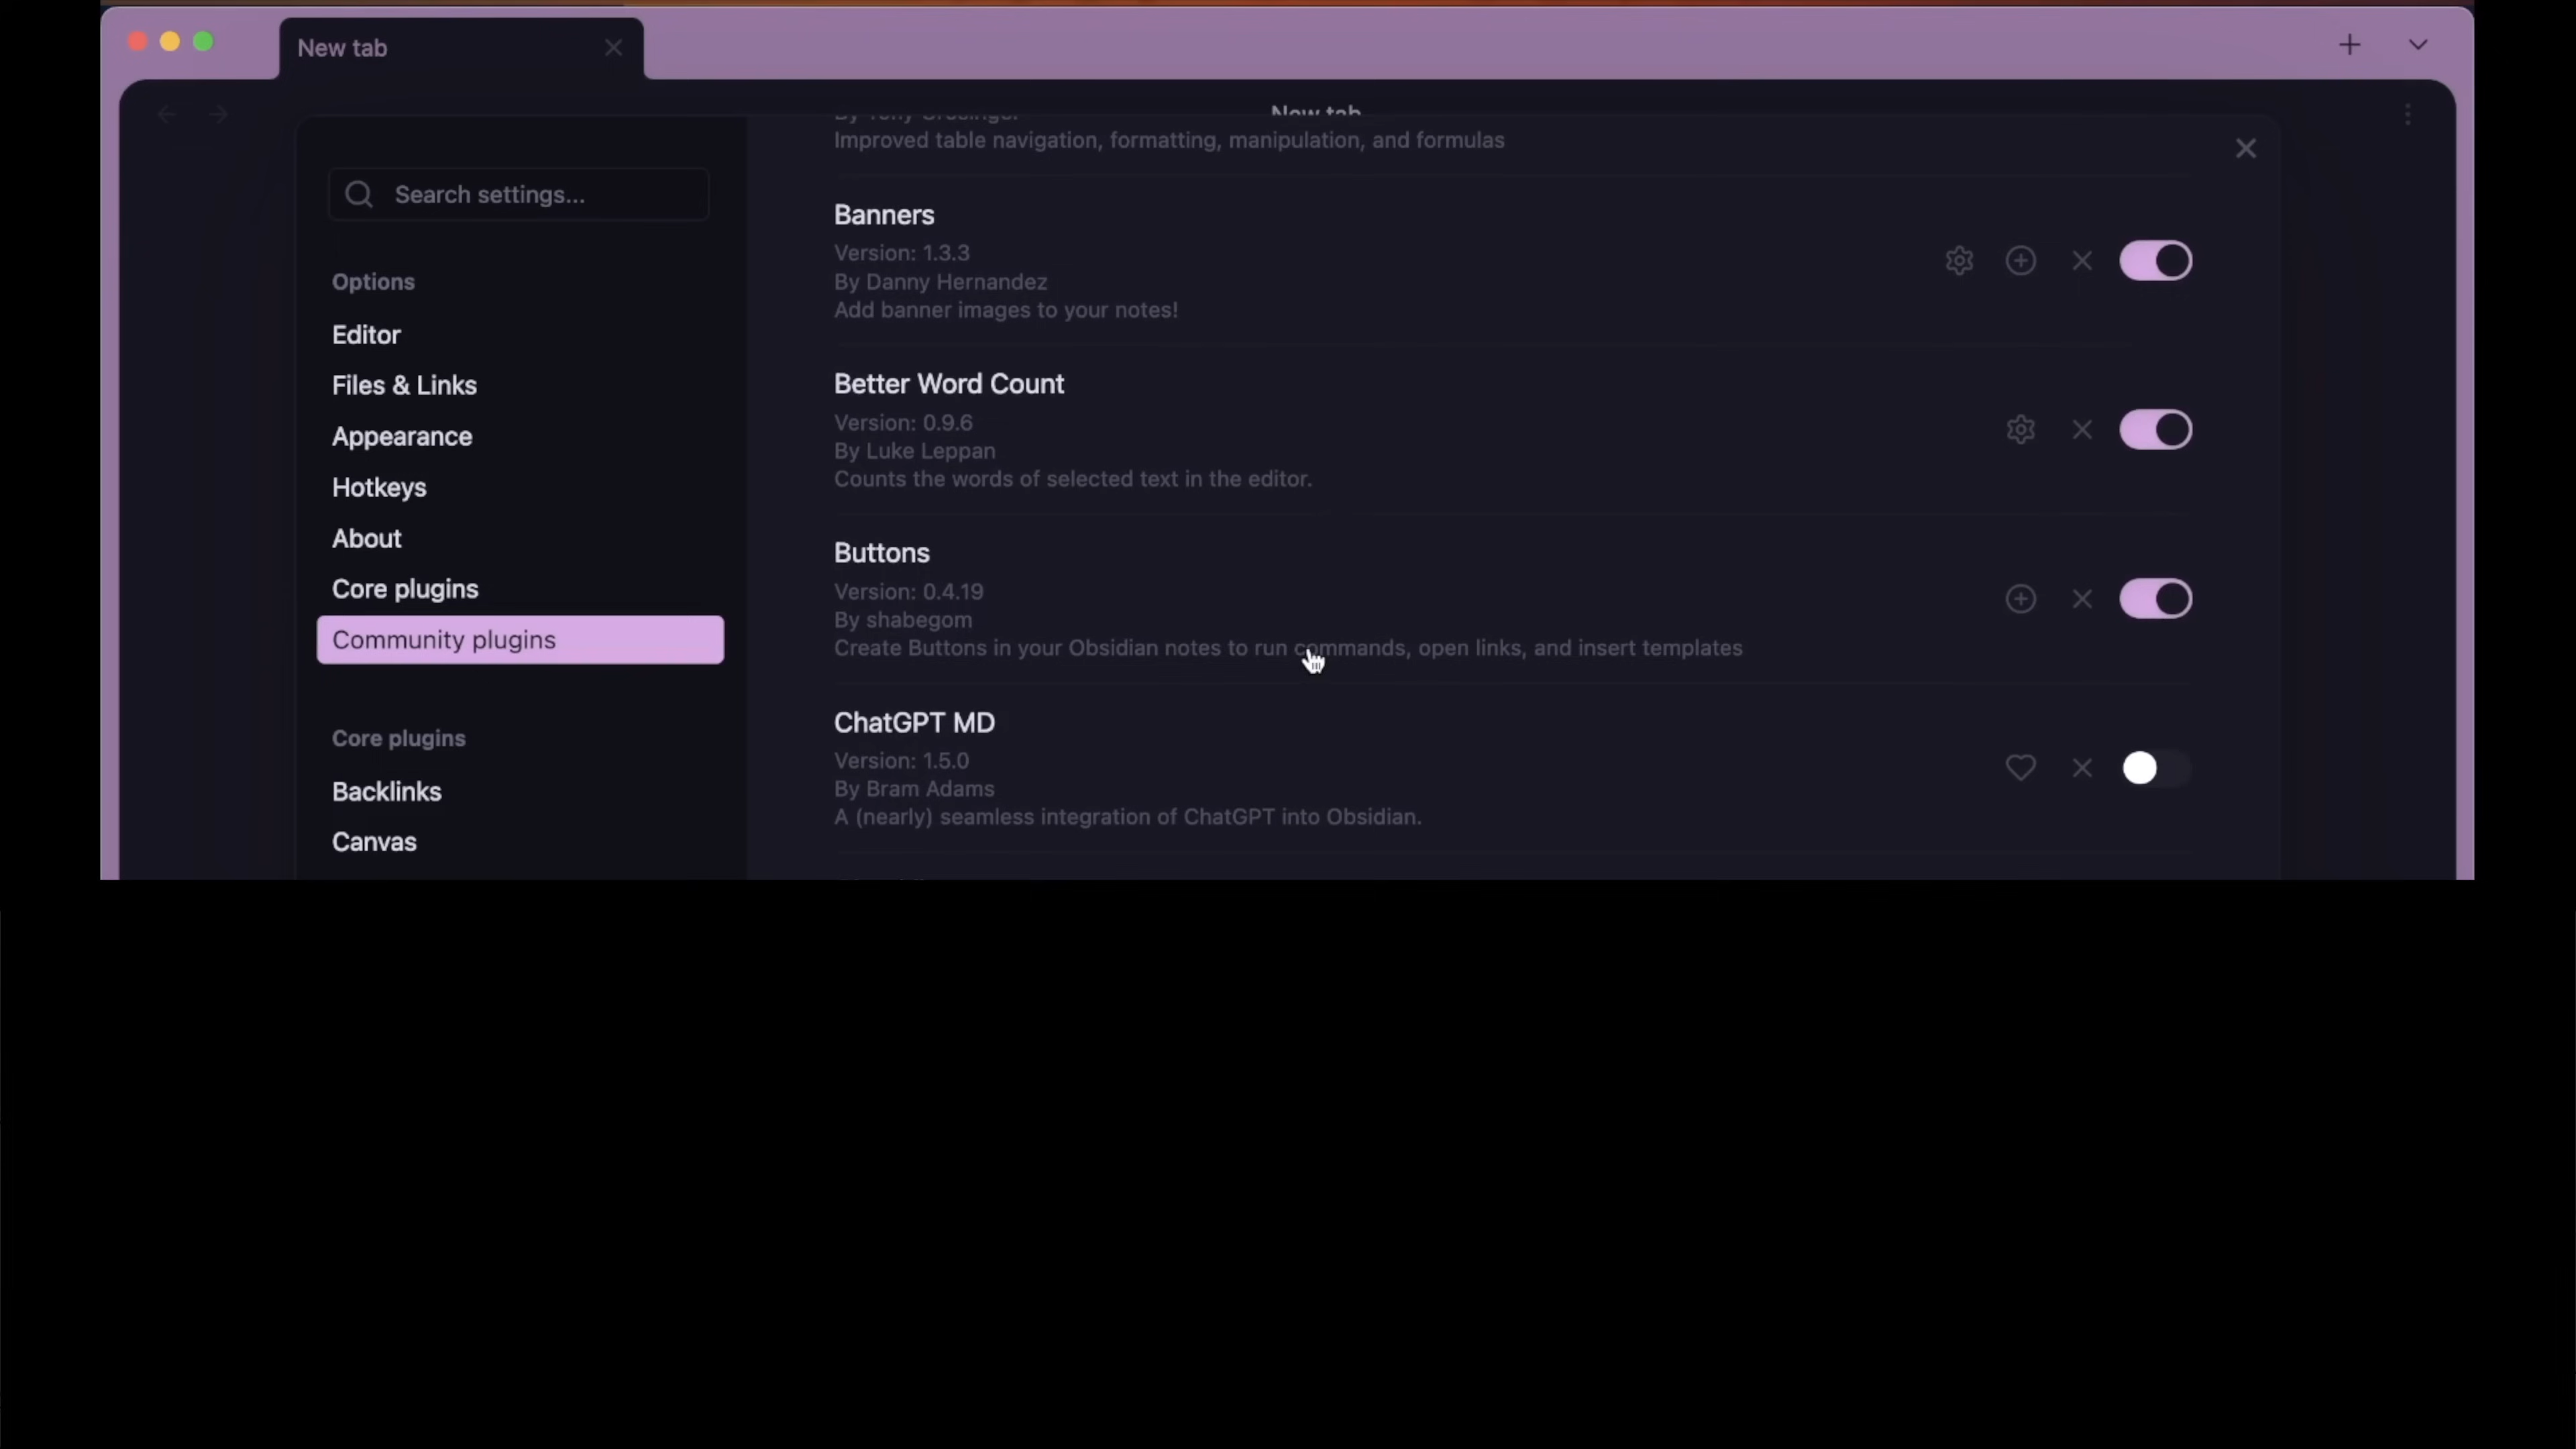 New tab
New tab
Search settings...
Options
Editor
Files & Links
Appearance
Hotkeys
About
Core plugins
Community plugins
Core plugins
Backlinks
Canvas
Improved table navigation, formatting, manipulation, and formulas
Banners
Version: 1.3.3
By Danny Hernandez
Add banner images to your notes!
Better Word Count
Version: 0.9.6
By Luke Leppan
Counts the words of selected text in the editor.
Buttons
Version: 0.4.19
By shabegom
Create Buttons in your Obsidian notes to run commands, open links, and insert templates
ChatGPT MD
Version: 1.5.0
By Bram Adams
A (nearly) seamless integration of ChatGPT into Obsidian.